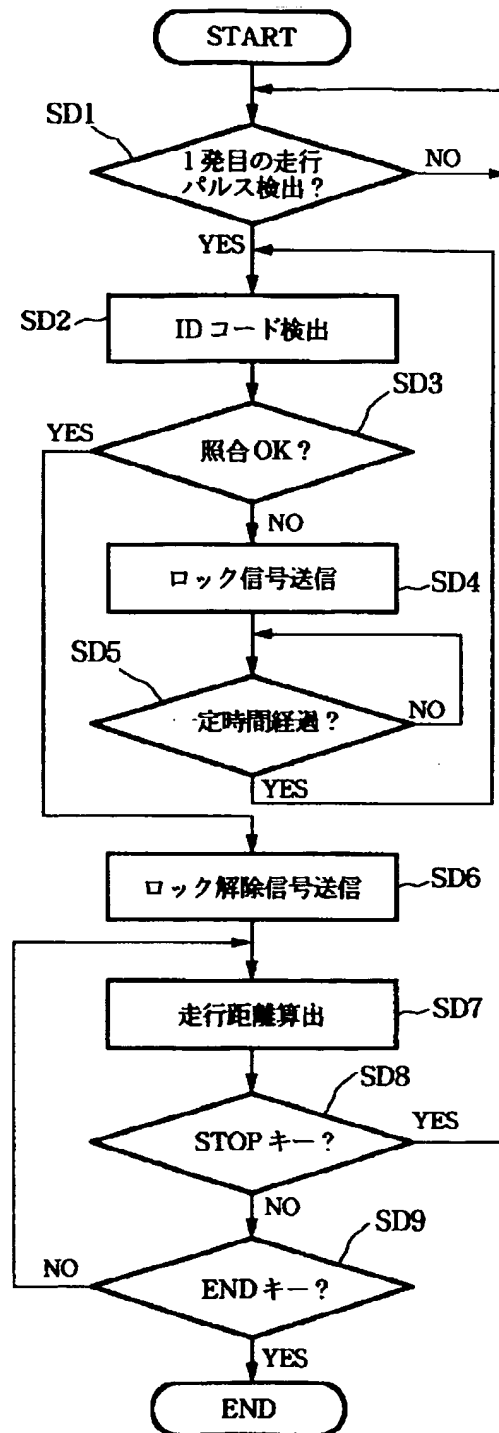 START
SD1
1発目の走行
パルス検出？
NO
YES
SD2
IDコード検出
SD3
YES
照合OK？
NO
ロック信号送信
SD4
SD5
一定時間経過？
NO
YES
ロック解除信号送信
SD6
走行距離算出
SD7
SD8
STOPキー？
YES
NO
SD9
NO
ENDキー？
YES
END